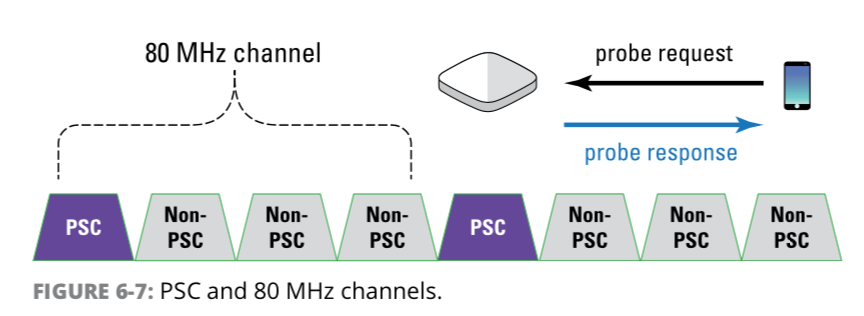 80 MHz channel
probe request
probe response
PSC
Non-
PSC
Non-
PSC
Non-
PSC
PSC
Non-
PSC
Non-
PSC
Non-
PSC
FIGURE 6-7: PSC and 80 MHz channels.